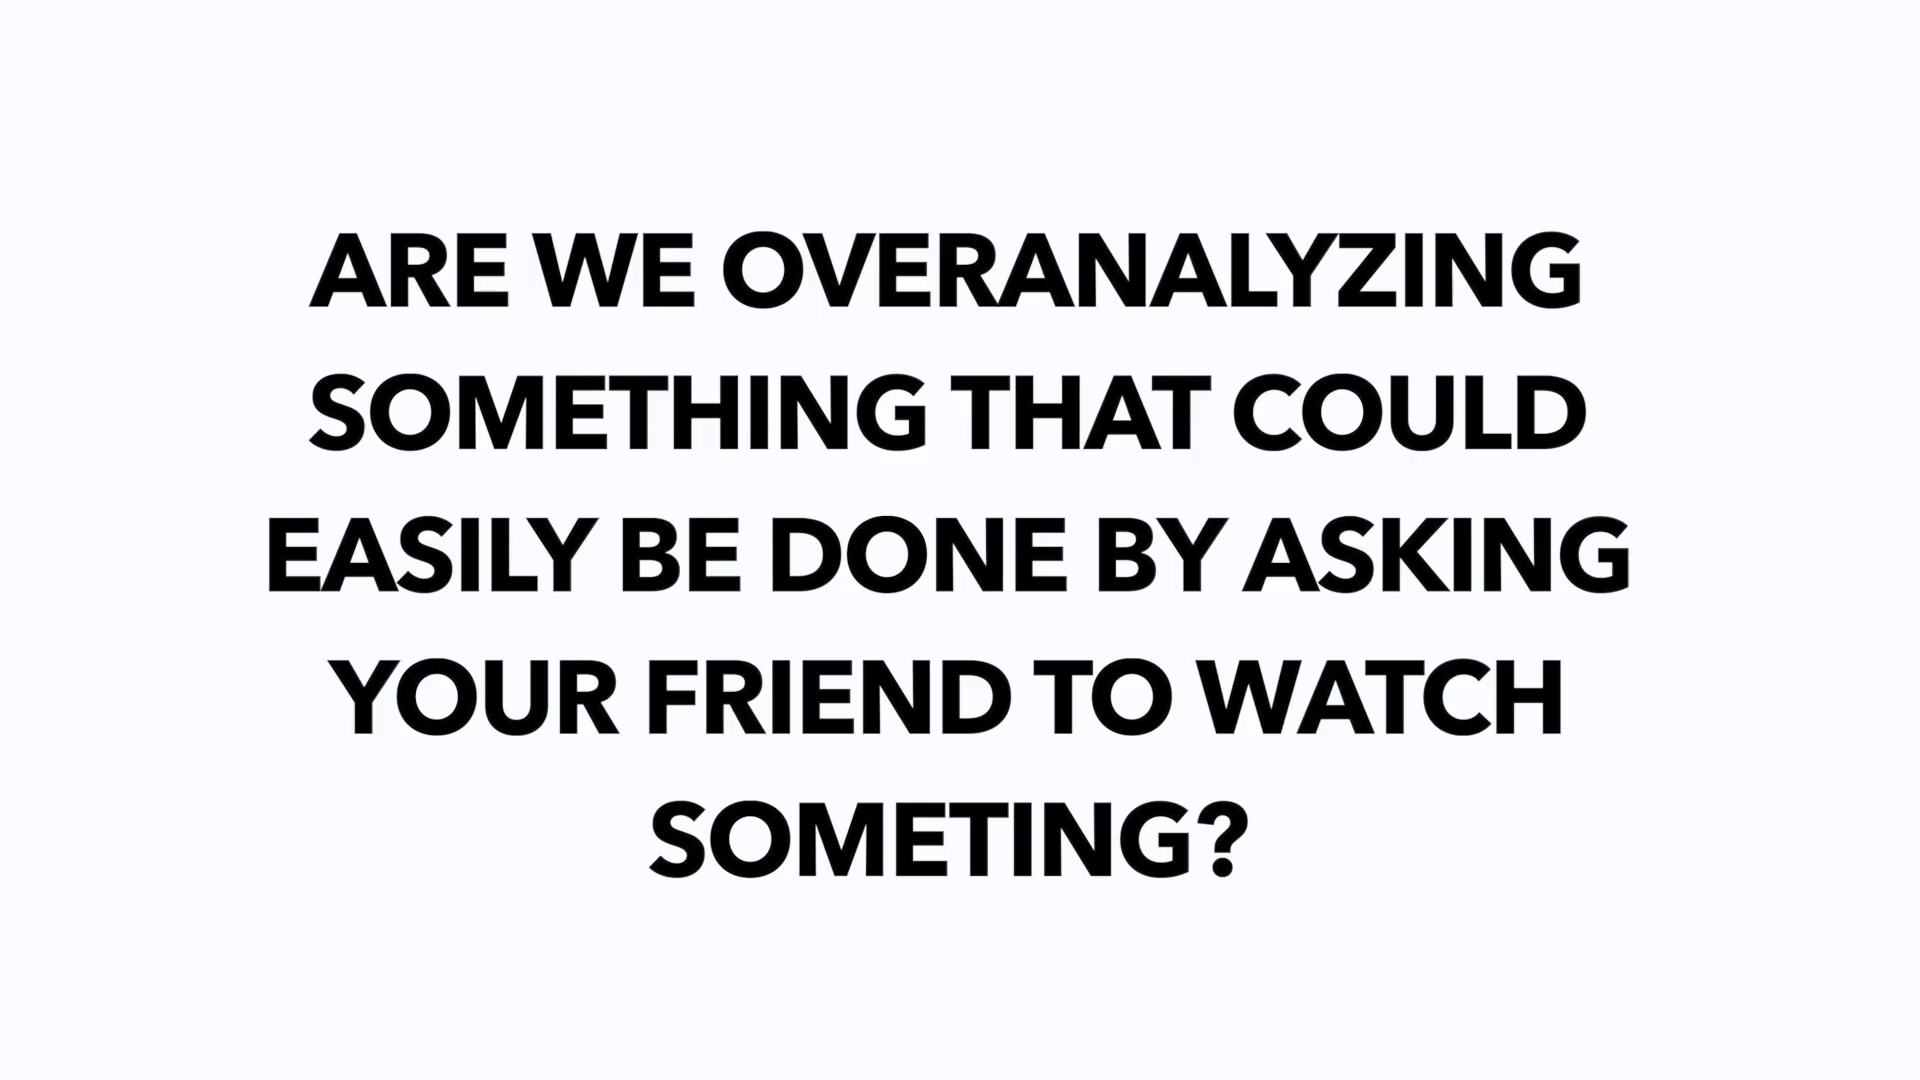 ARE WE OVERANALYZING
SOMETHING THAT COULD
EASILY BE DONE BY ASKING
YOUR FRIEND TO WATCH
SOMETING?